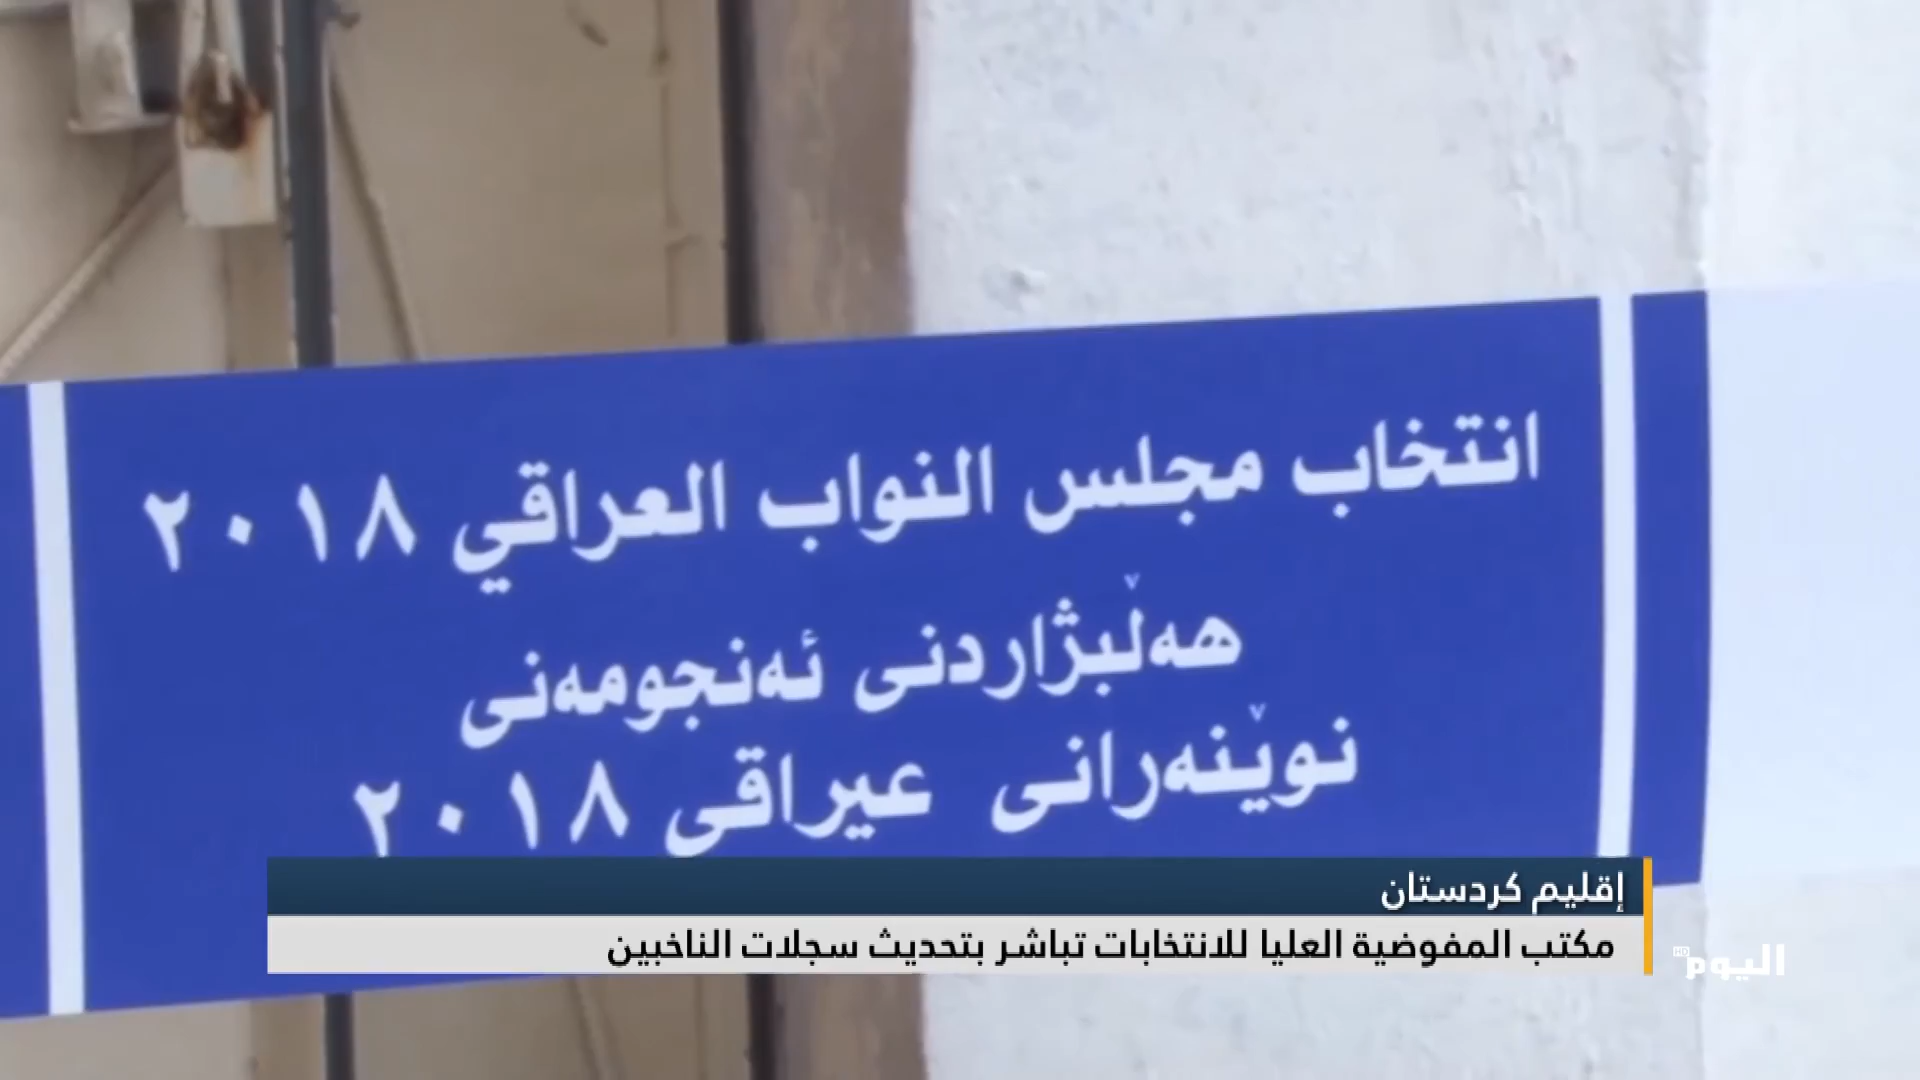 انتخاب مجلس النواب العراقي ٢٠١٨
هەڵبژاردنی ئەنجومەنی
نوێنەرانی عیراقی ٢٠١٨
إقليم كردستان
مكتب المفوضية العليا للانتخابات تباشر بتحديث سجلات الناخبين
اليوم HD